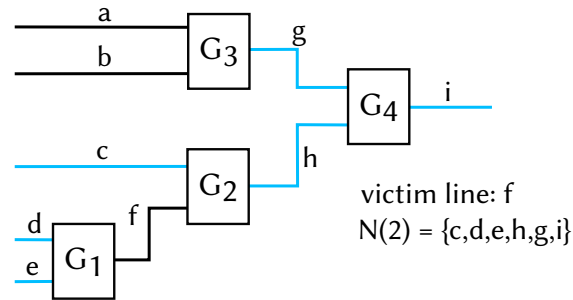 a
b
G3
g
G4
i
c
G2
h
f
d
e
G1
victim line: f
N(2) = {c,d,e,h,g,i}